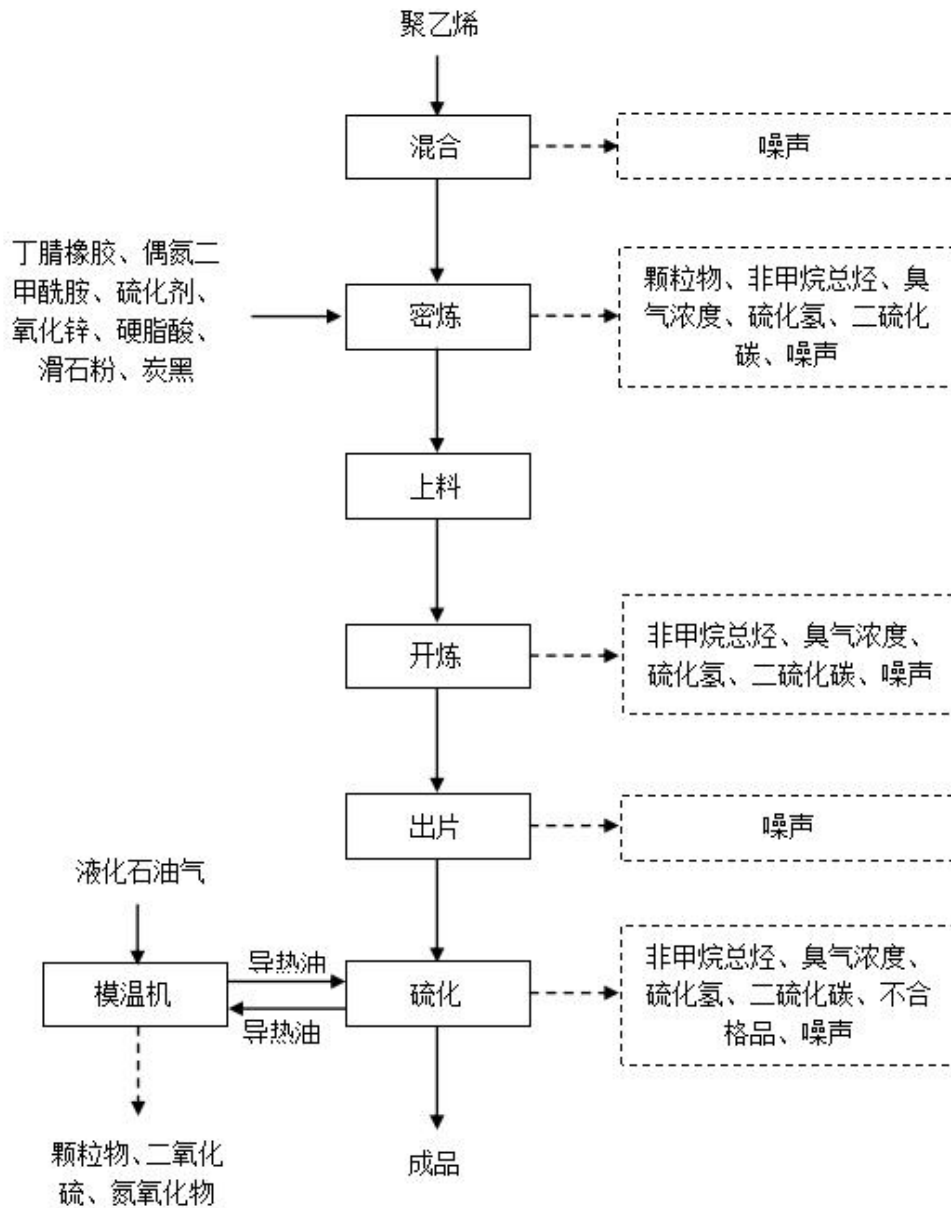 聚乙烯
混合
噪声
丁腈橡胶、偶氮二
甲酰胺、硫化剂、
氧化锌、硬脂酸、
滑石粉、炭黑
密炼
颗粒物、非甲烷总烃、臭
气浓度、硫化氢、二硫化
碳、噪声
上料
开炼
非甲烷总烃、臭气浓度、
硫化氢、二硫化碳、噪声
出片
噪声
液化石油气
模温机
导热油
导热油
硫化
非甲烷总烃、臭气浓度、
硫化氢、二硫化碳、不合
格品、噪声
颗粒物、二氧化
硫、氮氧化物
成品